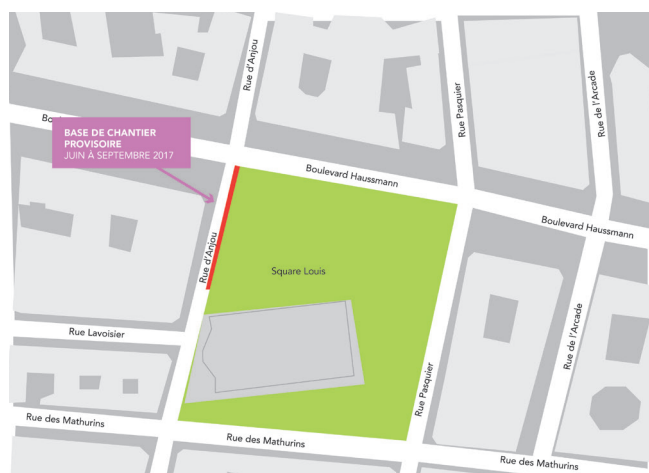 Rue d'Anjou
Rue Pasquier
Rue de l'Arcade
BASE DE CHANTIER
PROVISOIRE
JUIN À SEPTEMBRE 2017
Boulevard Haussmann
Boulevard Haussmann
Rue d'Anjou
Square Louis
Rue Lavoisier
Rue de l'Arcade
Rue Pasquier
Rue des Mathurins
Rue des Mathurins
Rue des Mathurins